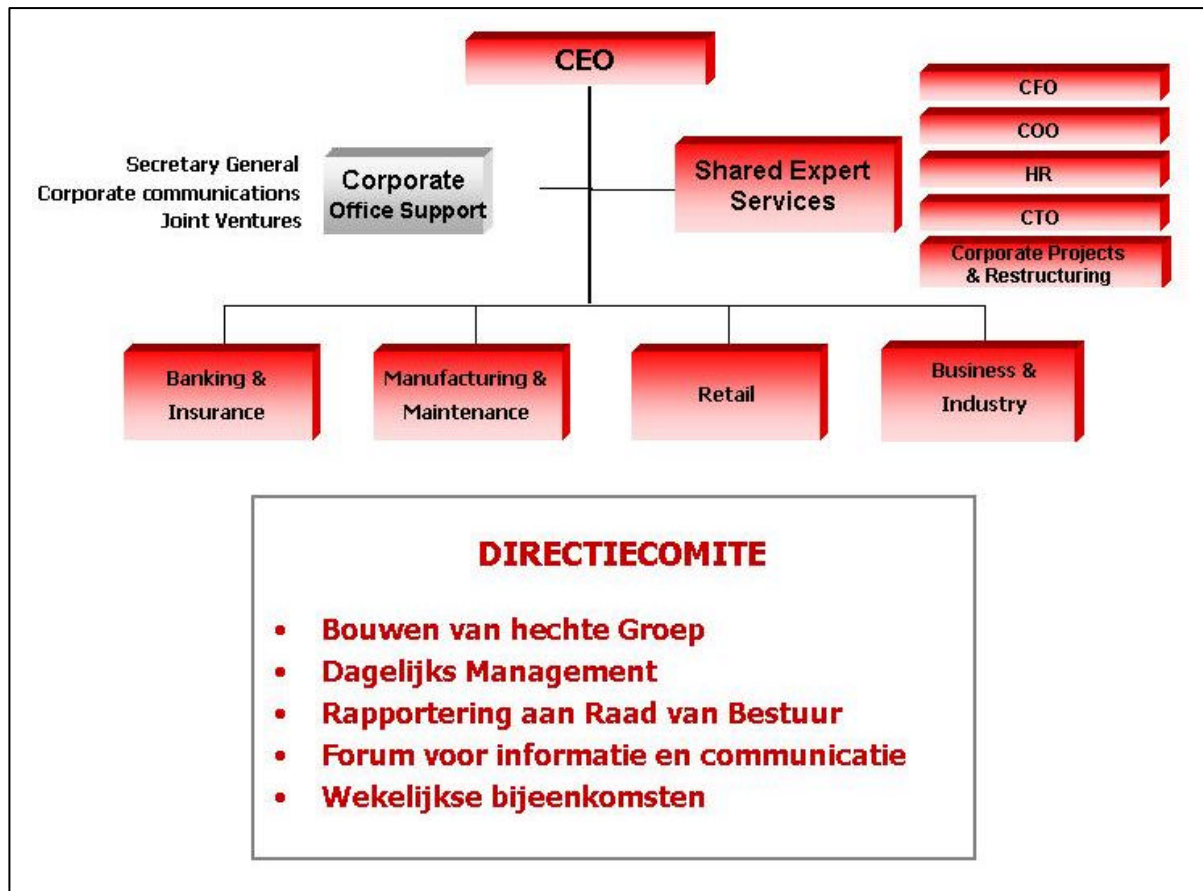 CEO
Secretary General
Corporate communications
Joint Ventures
Corporate
Office Support
Shared Expert
Services
CFO
COO
HR
CTO
Corporate Projects
& Restructuring
Banking &
Insurance
Manufacturing &
Maintenance
Retail
Business &
Industry
DIRECTIECOMITE
• Bouwen van hechte Groep
• Dagelijks Management
• Rapportering aan Raad van Bestuur
• Forum voor informatie en communicatie
• Wekelijkse bijeenkomsten